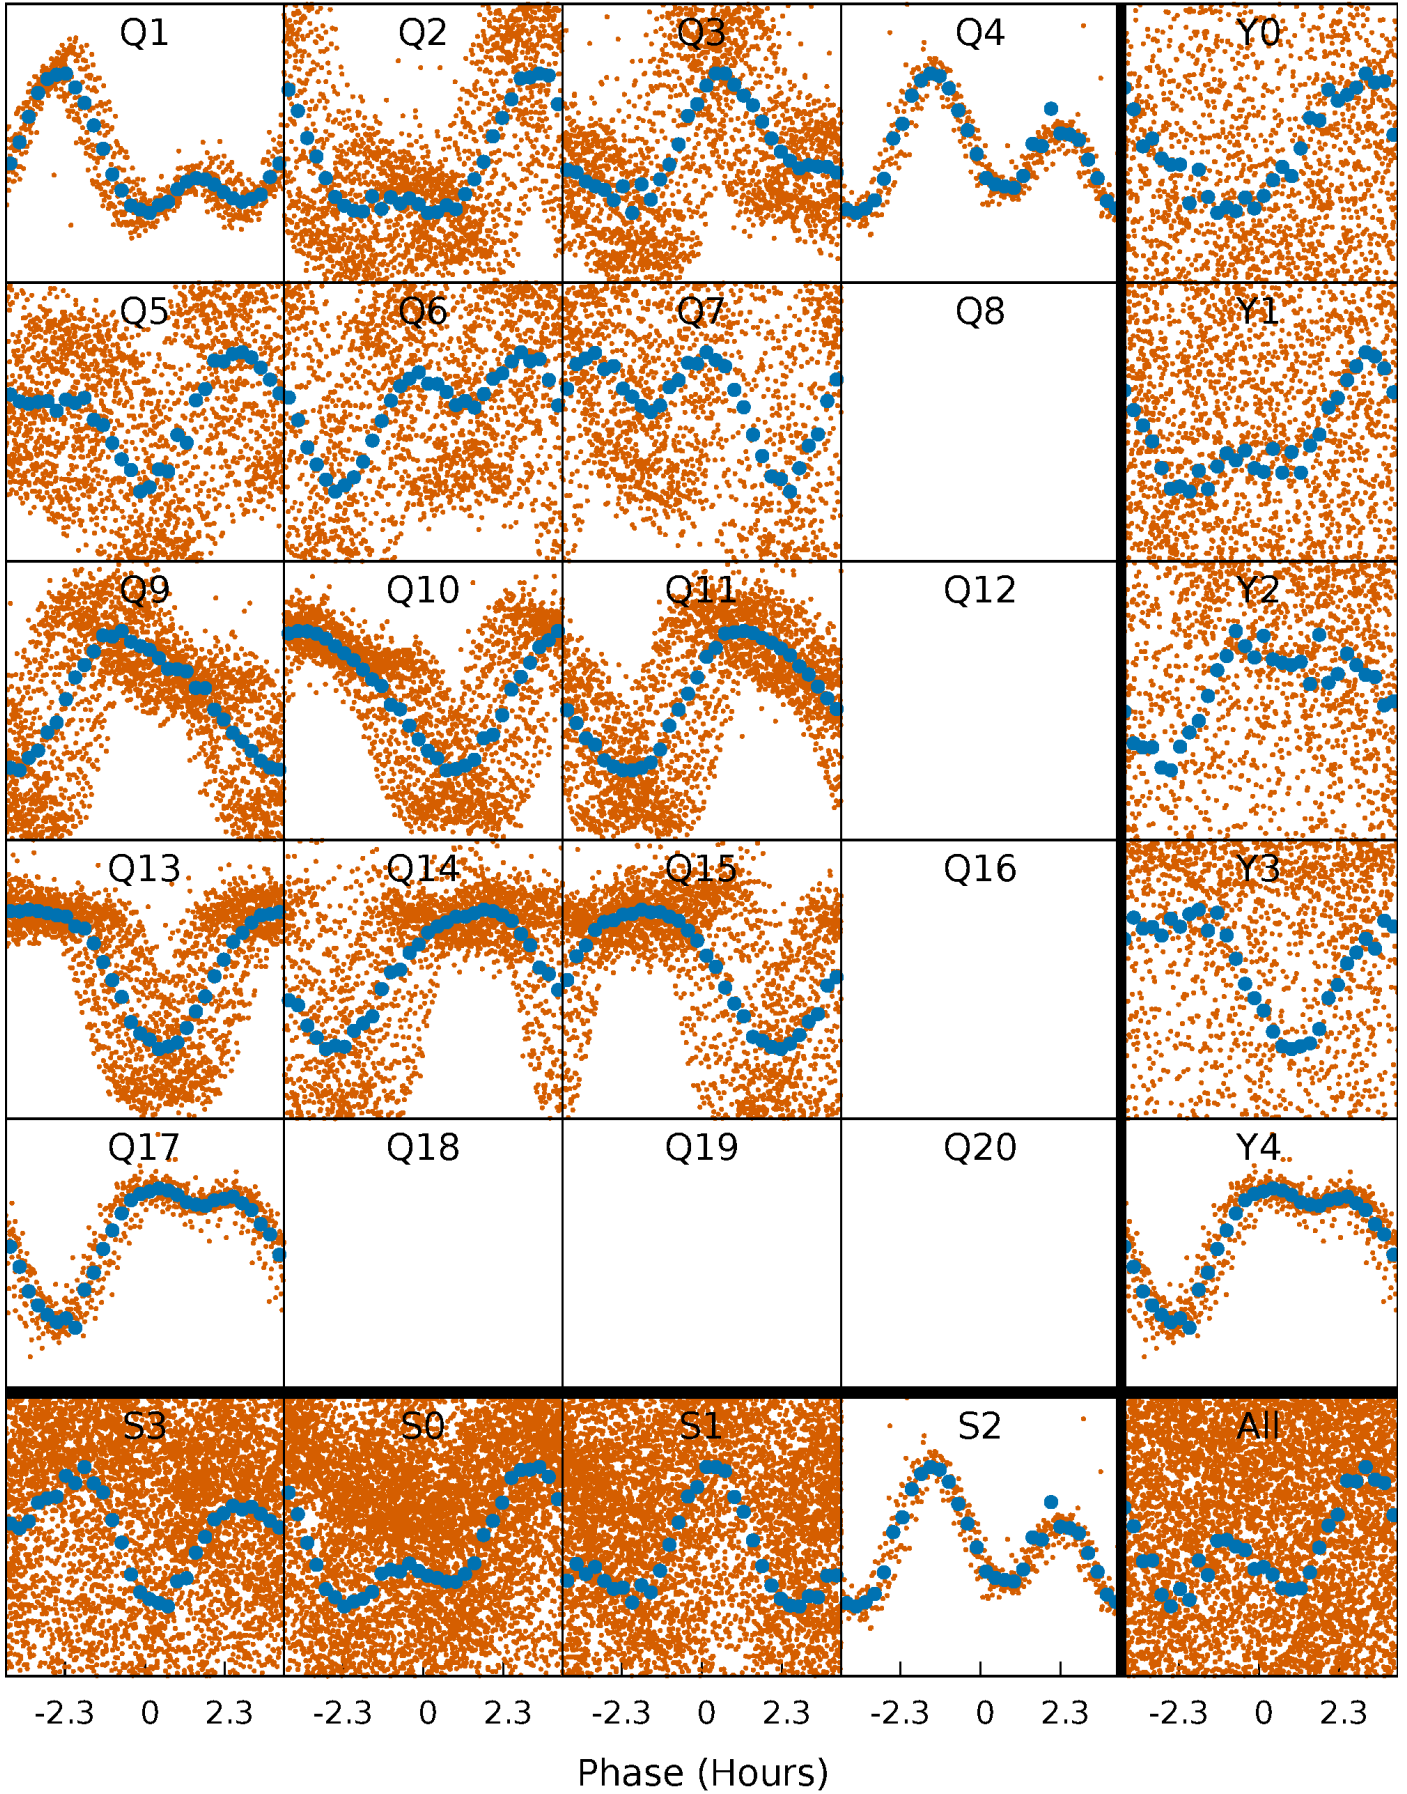 Q1 Q2 Q3 Q4 Y0
Q5 Q6 Q7 Q8 Y1
Q9 Q10 Q11 Q12 Y2
Q13 Q14 Q15 Q16 Y3
Q17 Q18 Q19 Q20 Y4
S3 S0 S1 S2 All
-2.3 0 2.3 -2.3 0 2.3 -2.3 0 2.3 -2.3 0 2.3 -2.3 0 2.3
Phase (Hours)